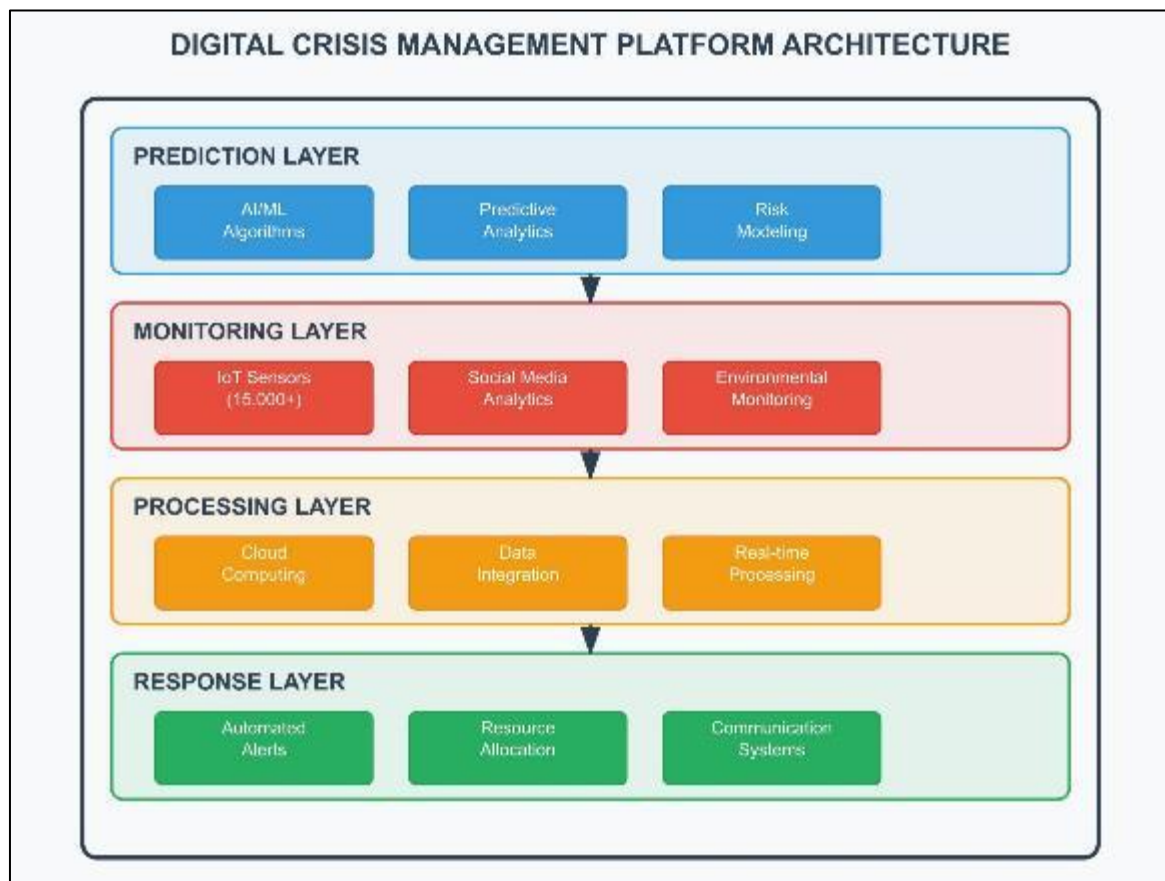 DIGITAL CRISIS MANAGEMENT PLATFORM ARCHITECTURE
PREDICTION LAYER
AI/ML
Algorithms
Predictive
Analytics
Risk
Modeling
MONITORING LAYER
IoT Sensors
(15.000+)
Social Media
Analytics
Environmental
Monitoring
PROCESSING LAYER
Cloud
Computing
Data
Integration
Real-time
Processing
RESPONSE LAYER
Automated
Alerts
Resource
Allocation
Communication
Systems